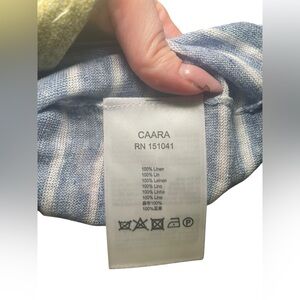 CAARA
RN 151041
100% Linen
100% Lin
100% Leinen
100% Lino
100% Linho
100% Lino